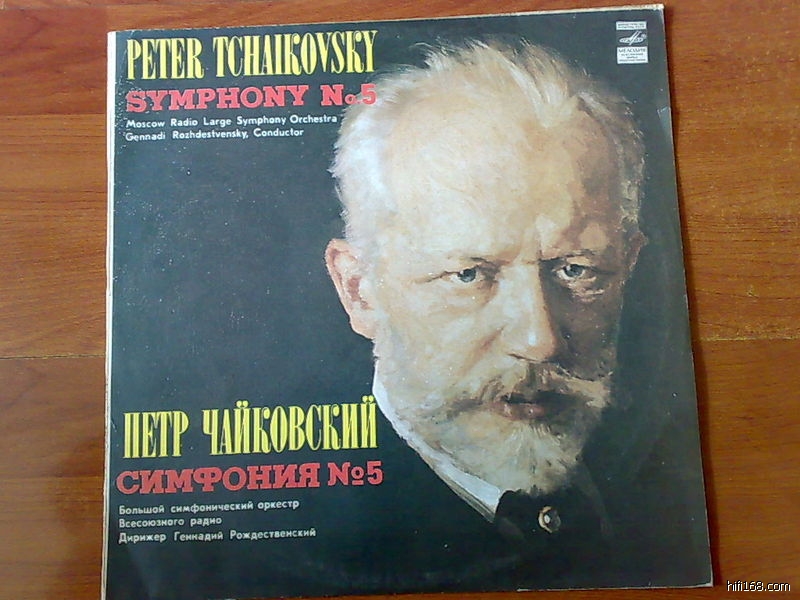 PETER TCHAIKOVSKY
SYMPHONY No.5
Moscow Radio Large Symphony Orchestra
Gennadi Rozhdestvensky, Conductor
МЕЛОДИЯ
ПЕТР ЧАЙКОВСКИЙ
СИМФОНИЯ №5
Большой симфонический оркестр
Всесоюзного радио
Дирижер Геннадий Рождественский
hifi168.com